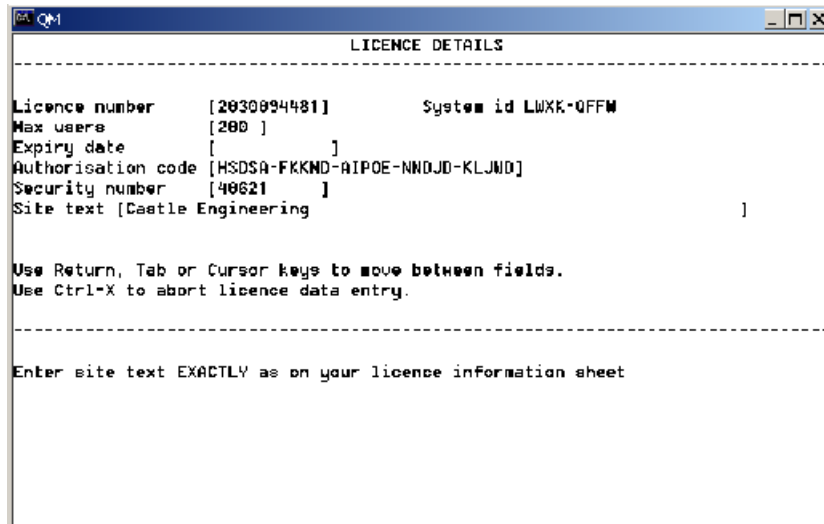 QM
LICENCE DETAILS
Licence number [2030094481] System id LWXK-QFFW
Max users [200 ]
Expiry date [ ]
Authorisation code [HSDSA-FKKND-AIPOE-NNDJD-KLJWD]
Security number [40621 ]
Site text [Castle Engineering ]
Use Return, Tab or Cursor keys to move between fields.
Use Ctrl-X to abort licence data entry.
Enter site text EXACTLY as on your licence information sheet